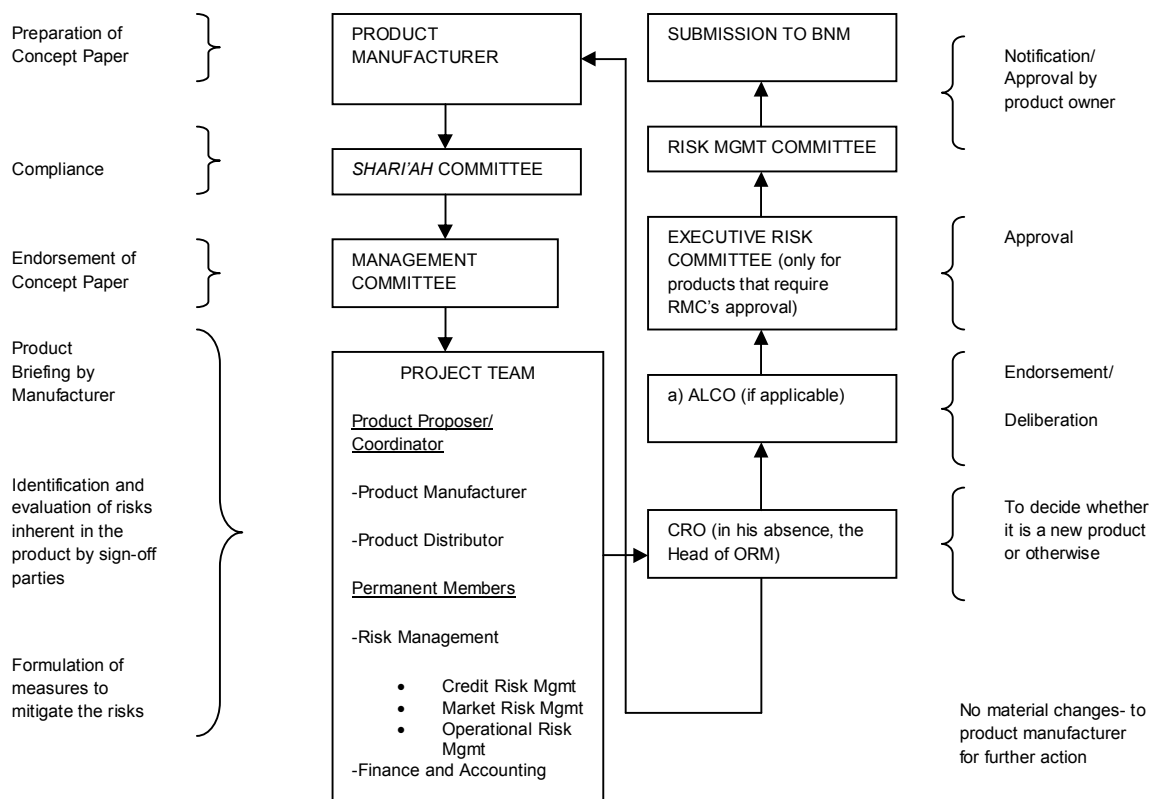 Preparation of
Concept Paper
PRODUCT
MANUFACTURER
SUBMISSION TO BNM
Notification/
Approval by
product owner
Compliance
SHARI'AH COMMITTEE
RISK MGMT COMMITTEE
Endorsement of
Concept Paper
MANAGEMENT
COMMITTEE
EXECUTIVE RISK
COMMITTEE (only for
products that require
RMC's approval)
Approval
Product
Briefing by
Manufacturer
Identification and
evaluation of risks
inherent in the
product by sign-off
parties
Formulation of
measures to
mitigate the risks
PROJECT TEAM
Product Proposer/
Coordinator
-Product Manufacturer
-Product Distributor
Permanent Members
-Risk Management
• Credit Risk Mgmt
• Market Risk Mgmt
• Operational Risk
Mgmt
-Finance and Accounting
a) ALCO (if applicable)
Endorsement/
Deliberation
CRO (in his absence, the
Head of ORM)
To decide whether
it is a new product
or otherwise
No material changes- to
product manufacturer
for further action